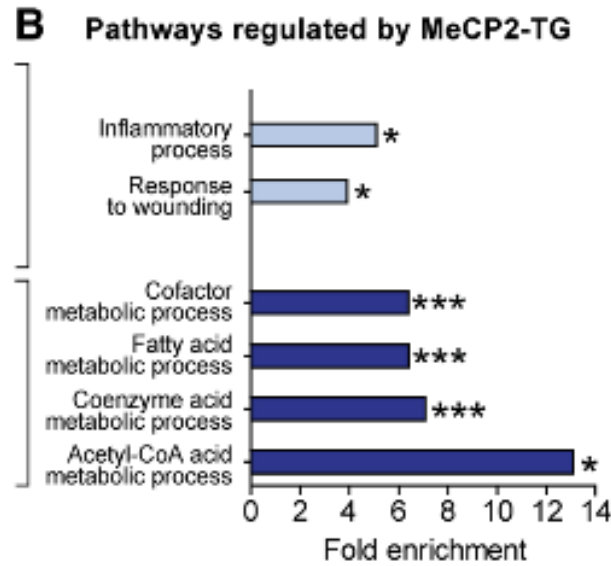 B Pathways regulated by MeCP2-TG
Inflammatory
process
*
Response
to wounding
*
Cofactor
metabolic process
***
Fatty acid
metabolic process
***
Coenzyme acid
metabolic process
***
Acetyl-CoA acid
metabolic process
*
0 2 4 6 8 10 12 14
Fold enrichment